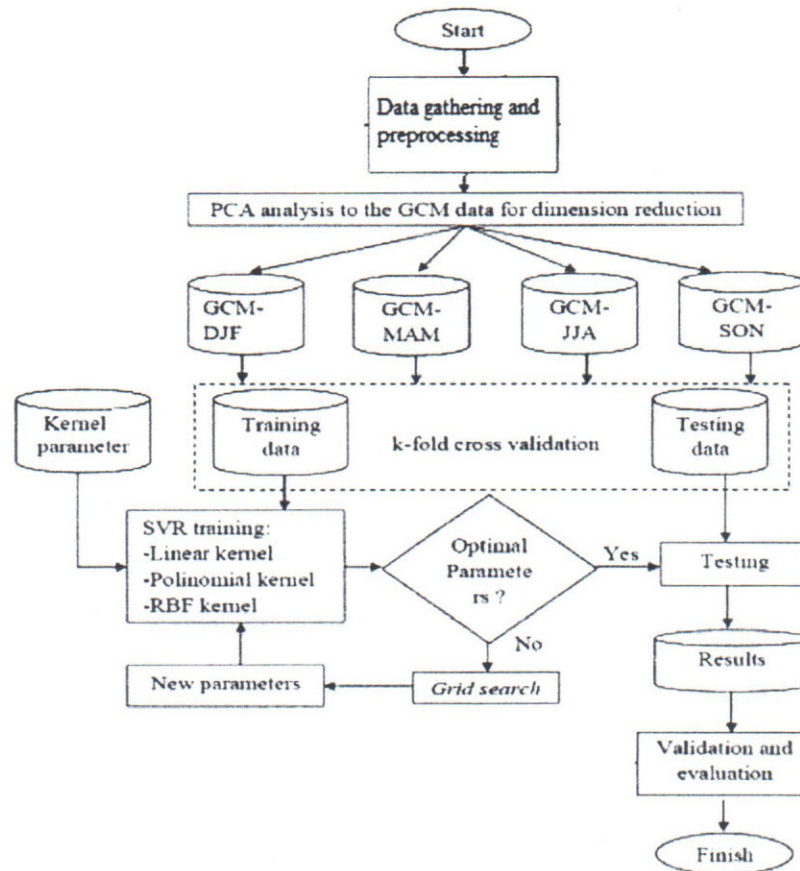 Start
Data gathering and
preprocessing
PCA analysis to the GCM data for dimension reduction
GCM-
DJF
GCM-
MAM
GCM-
JJA
GCM-
SON
Kernel
parameter
Training
data
k-fold cross validation
Testing
data
SVR training:
-Linear kernel
-Polinomial kernel
-RBF kernel
Optimal
Paramete
rs ?
Yes
Testing
No
New parameters
Grid search
Results
Validation and
evaluation
Finish